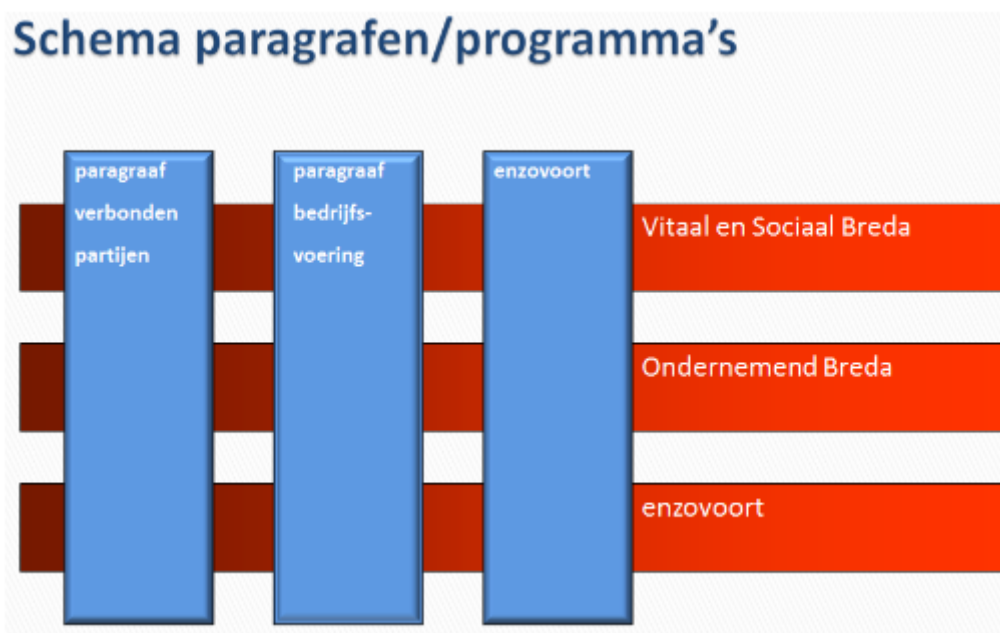 Schema paragrafen/programma's
paragraaf
verbonden
partijen
paragraaf
bedrijfs-
voering
enzovoort
Vitaal en Sociaal Breda
Ondernemend Breda
enzovoort